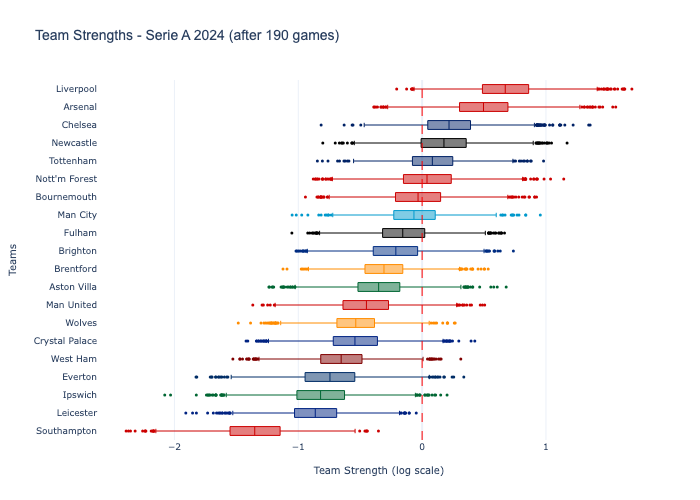 Team Strengths - Serie A 2024 (after 190 games)
Liverpool
Arsenal
Chelsea
Newcastle
Tottenham
Nott'm Forest
Bournemouth
Man City
Fulham
Brighton
Brentford
Aston Villa
Man United
Wolves
Crystal Palace
West Ham
Everton
Ipswich
Leicester
Southampton
Teams
−2 −1 0 1
Team Strength (log scale)